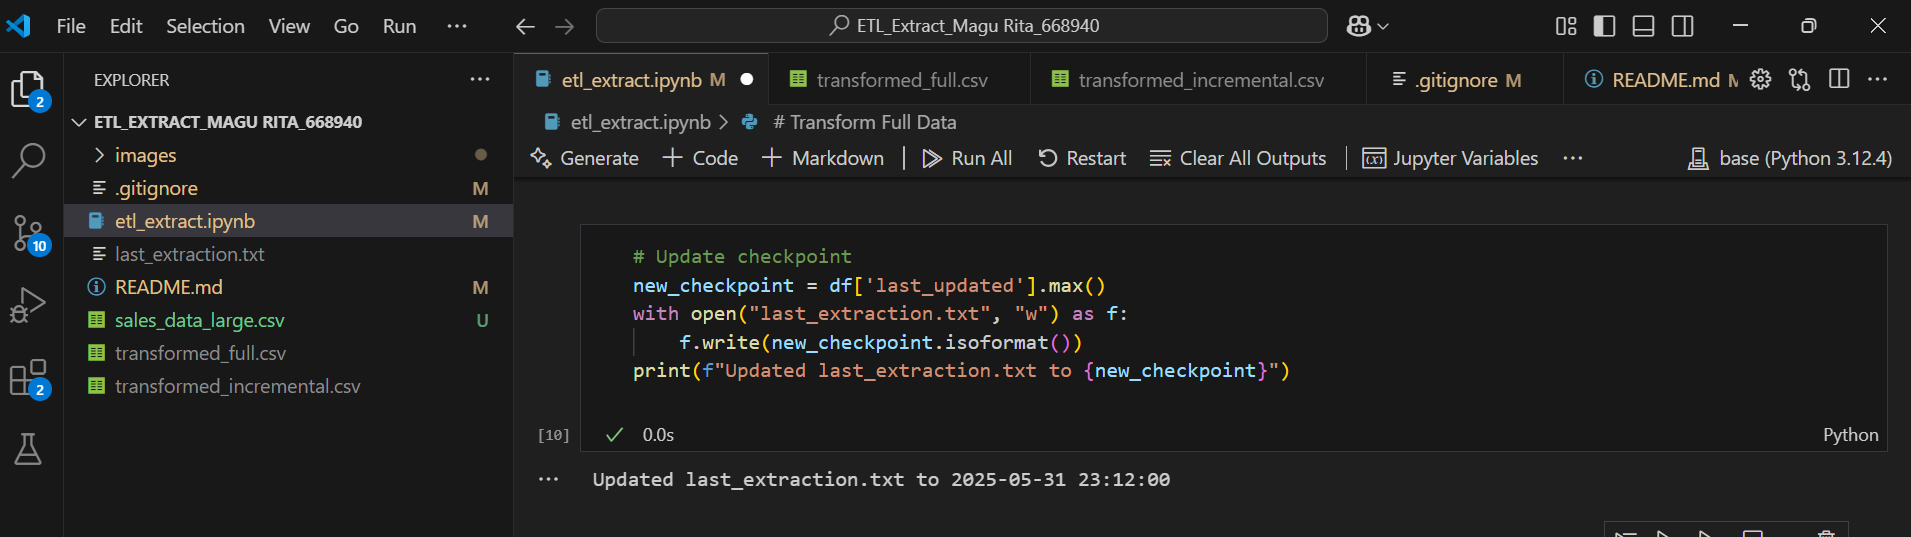 File Edit Selection View Go Run ···
ETL_Extract_Magu Rita_668940
EXPLORER ···
2
ETL_EXTRACT_MAGU RITA_668940
images
.gitignore M
etl_extract.ipynb M
last_extraction.txt
10
README.md M
sales_data_large.csv U
transformed_full.csv
transformed_incremental.csv
2
etl_extract.ipynb M transformed_full.csv transformed_incremental.csv .gitignore M README.md M ···
etl_extract.ipynb > # Transform Full Data
Generate + Code + Markdown | Run All Restart Clear All Outputs | Jupyter Variables ··· base (Python 3.12.4)
# Update checkpoint
new_checkpoint = df['last_updated'].max()
with open("last_extraction.txt", "w") as f:
    f.write(new_checkpoint.isoformat())
print(f"Updated last_extraction.txt to {new_checkpoint}")
[10] 0.0s Python
··· Updated last_extraction.txt to 2025-05-31 23:12:00